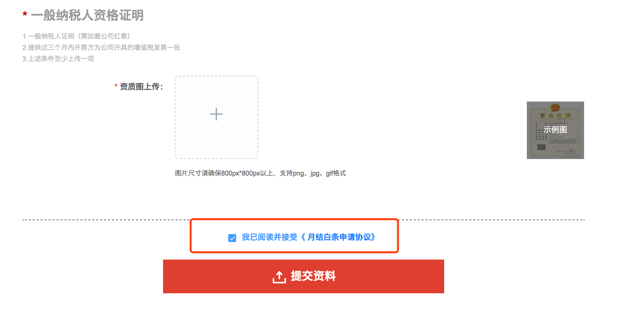 * 一般纳税人资格证明
1.一般纳税人证明（需加盖公司红章）
2.提供近三个月内开票方为公司开具的增值税发票一张
3.上述条件至少上传一项
* 资质图上传：
营业执照
示例图
图片尺寸请确保800px*800px以上，支持png、jpg、gif格式
我已阅读并接受《 月结白条申请协议》
提交资料